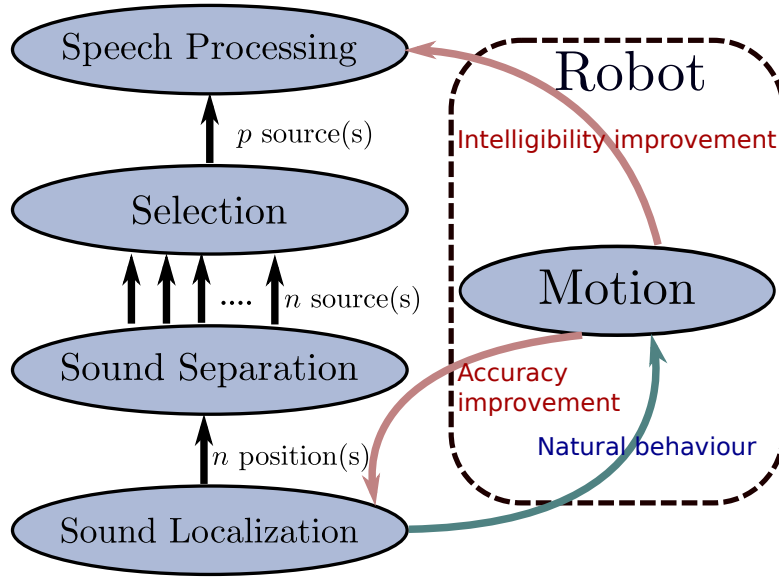 Speech Processing
Robot
p source(s)
Intelligibility improvement
Selection
....
n source(s)
Motion
Sound Separation
Accuracy
improvement
n position(s)
Natural behaviour
Sound Localization